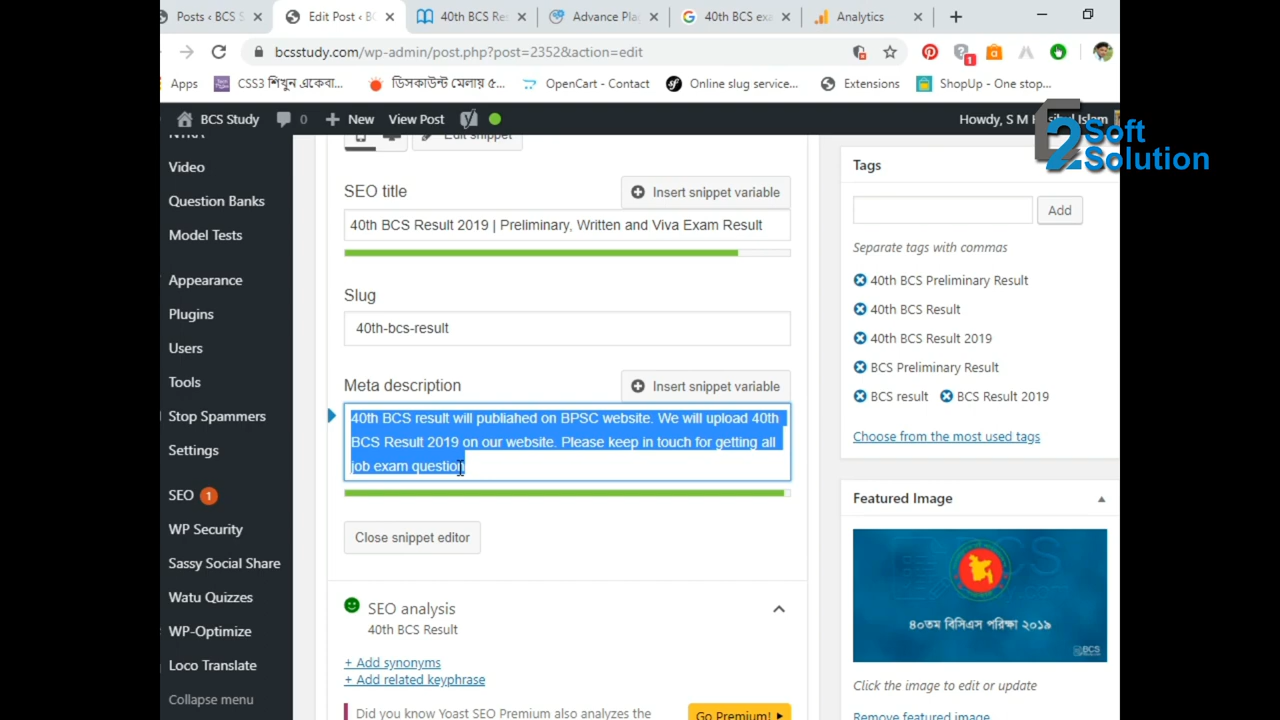 Posts ‹ BCS S
Edit Post ‹ BC
40th BCS Res
Advance Pla
40th BCS exa
Analytics
bcsstudy.com/wp-admin/post.php?post=2352&action=edit
1
Apps
CSS3 শিখুন একেবা...
ডিসকাউন্ট মেলায় ৫...
OpenCart - Contact
Online slug service...
Extensions
ShopUp - One stop...
BCS Study
0
New
View Post
Howdy, S M Hasibul Islam
2
Soft
Solution
Video
Question Banks
Model Tests
Appearance
Plugins
Users
Tools
Stop Spammers
Settings
SEO 1
WP Security
Sassy Social Share
Watu Quizzes
WP-Optimize
Loco Translate
Collapse menu
Edit snippet
SEO title
Insert snippet variable
40th BCS Result 2019 | Preliminary, Written and Viva Exam Result
Slug
40th-bcs-result
Meta description
Insert snippet variable
40th BCS result will publiahed on BPSC website. We will upload 40th
BCS Result 2019 on our website. Please keep in touch for getting all
job exam question
Close snippet editor
SEO analysis
40th BCS Result
+ Add synonyms
+ Add related keyphrase
Did you know Yoast SEO Premium also analyzes the
Go Premium!
Tags
Add
Separate tags with commas
40th BCS Preliminary Result
40th BCS Result
40th BCS Result 2019
BCS Preliminary Result
BCS result
BCS Result 2019
Choose from the most used tags
Featured Image
৪০তম বিসিএস পরিক্ষা ২০১৯
BCS
Click the image to edit or update
Remove featured image